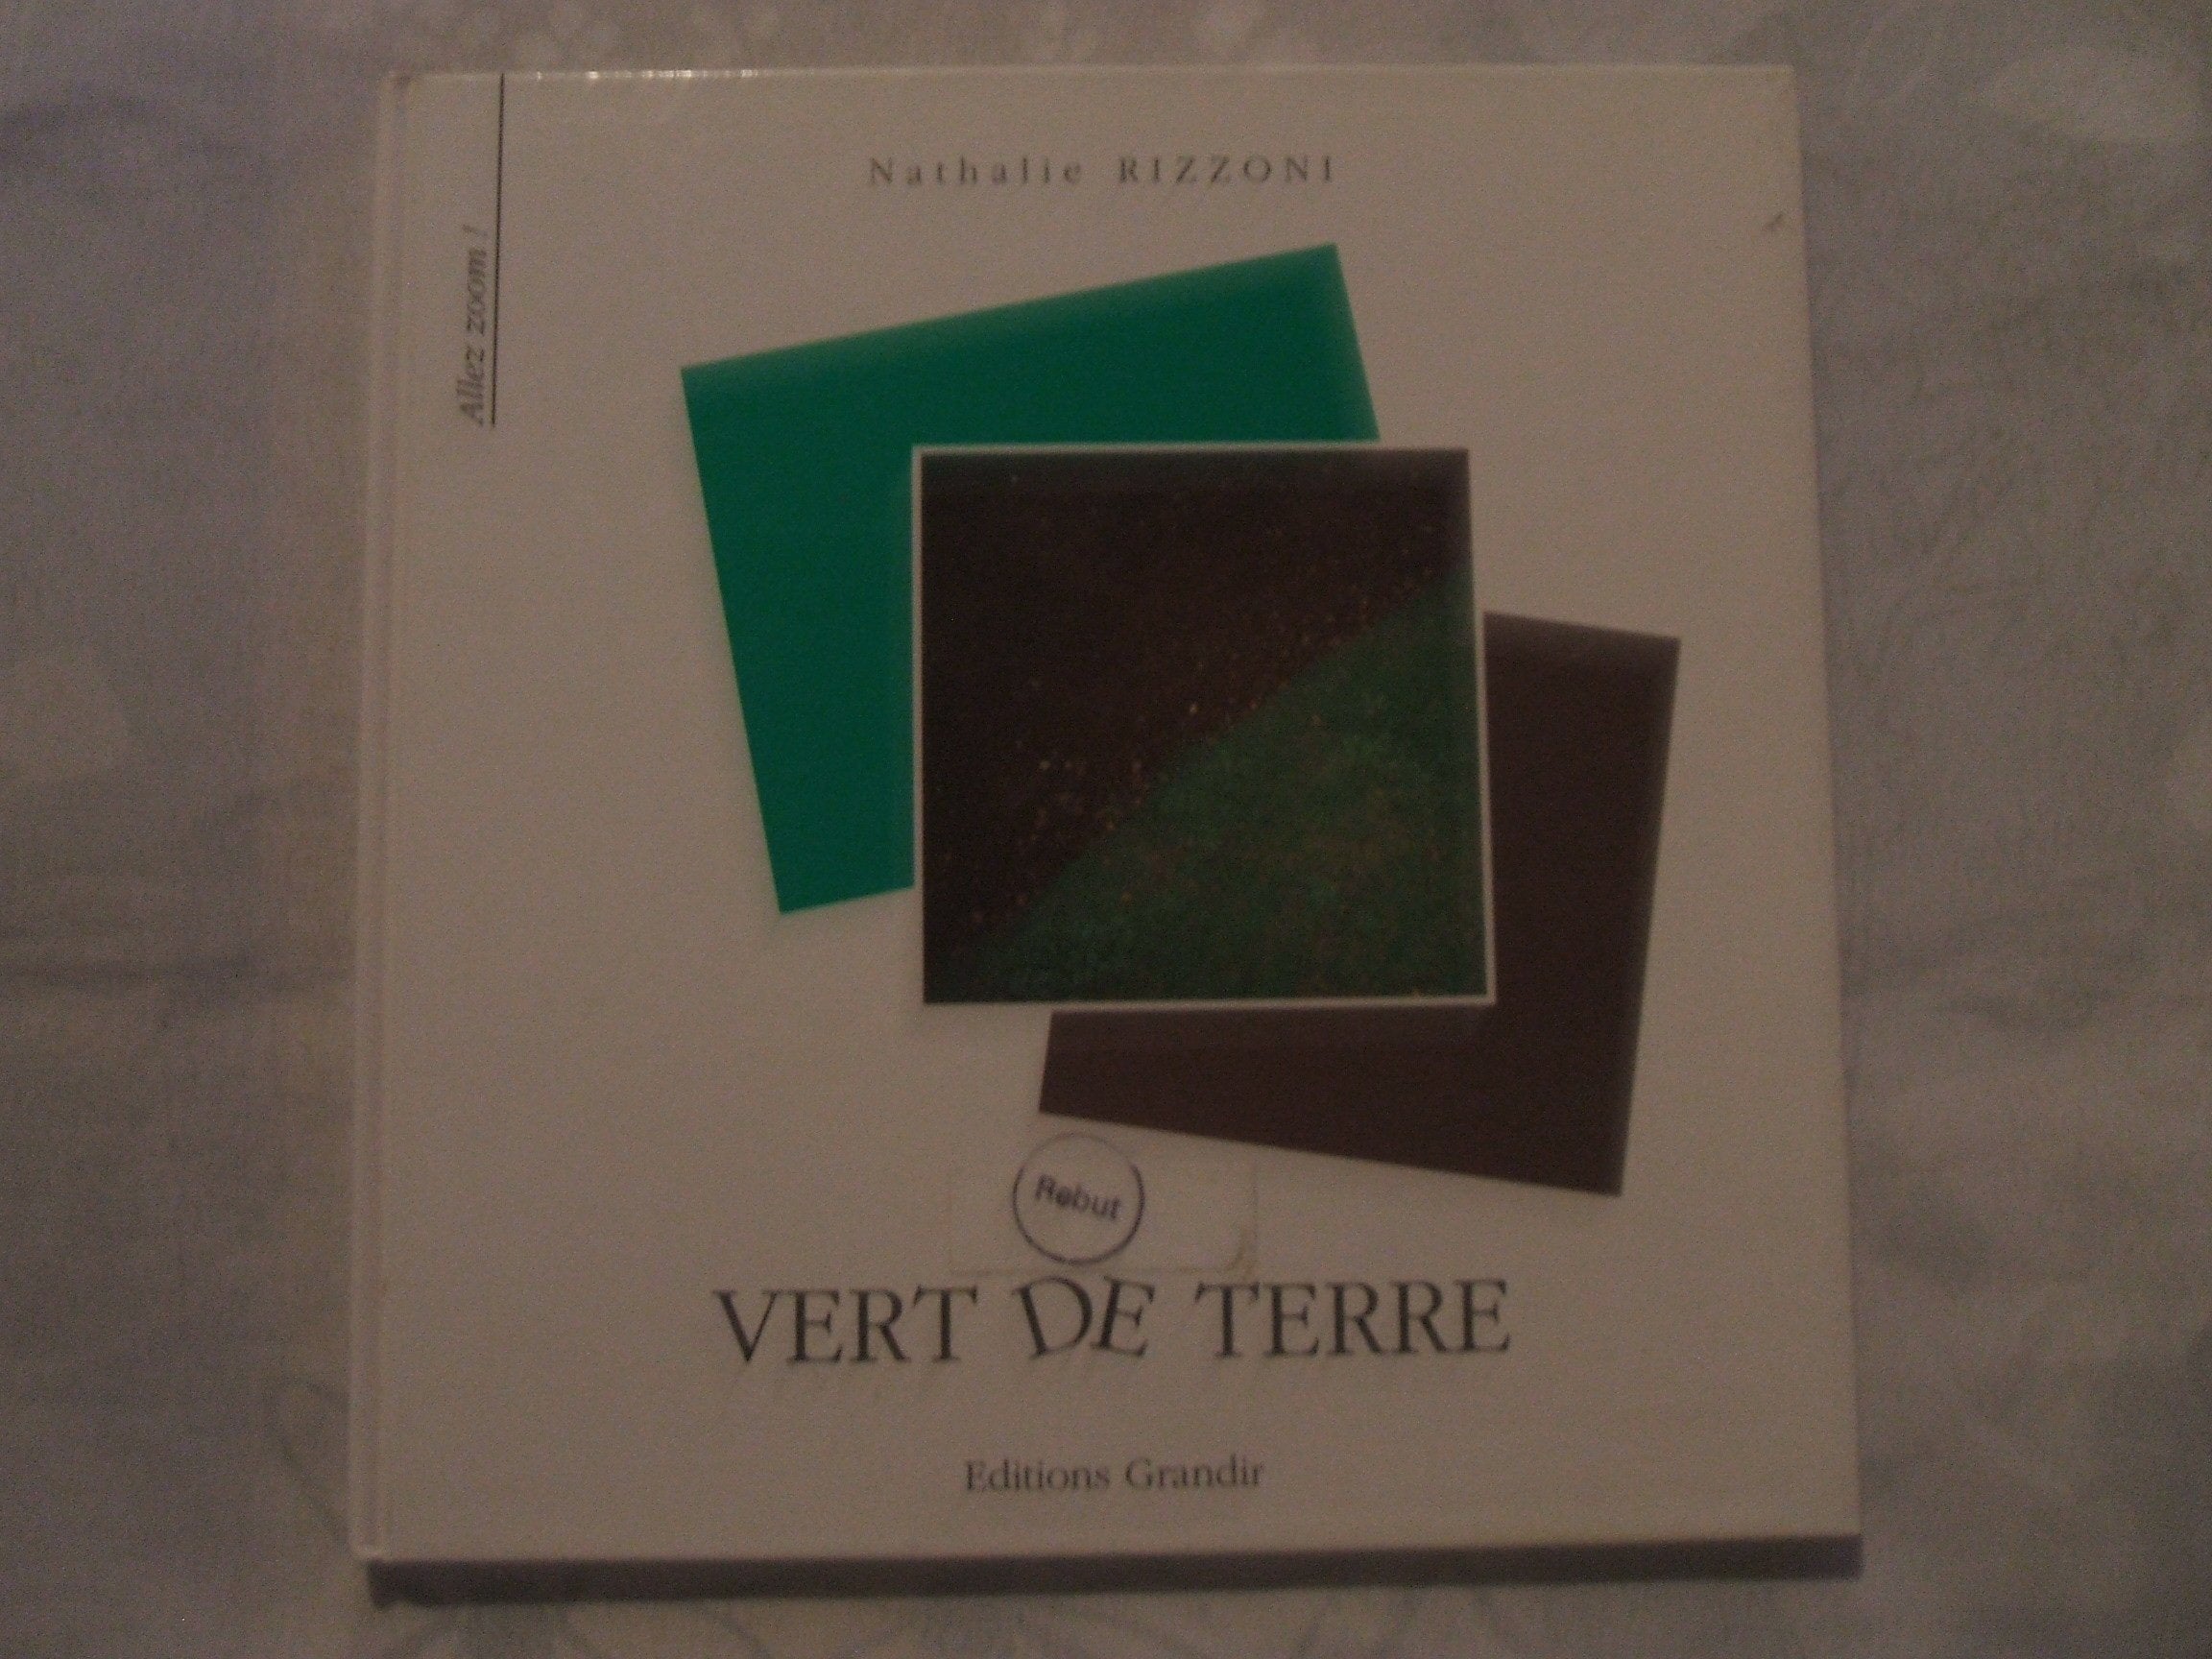 Nathalie RIZZONI
Allez zoom !
Rebut
VERT DE TERRE
Editions Grandir